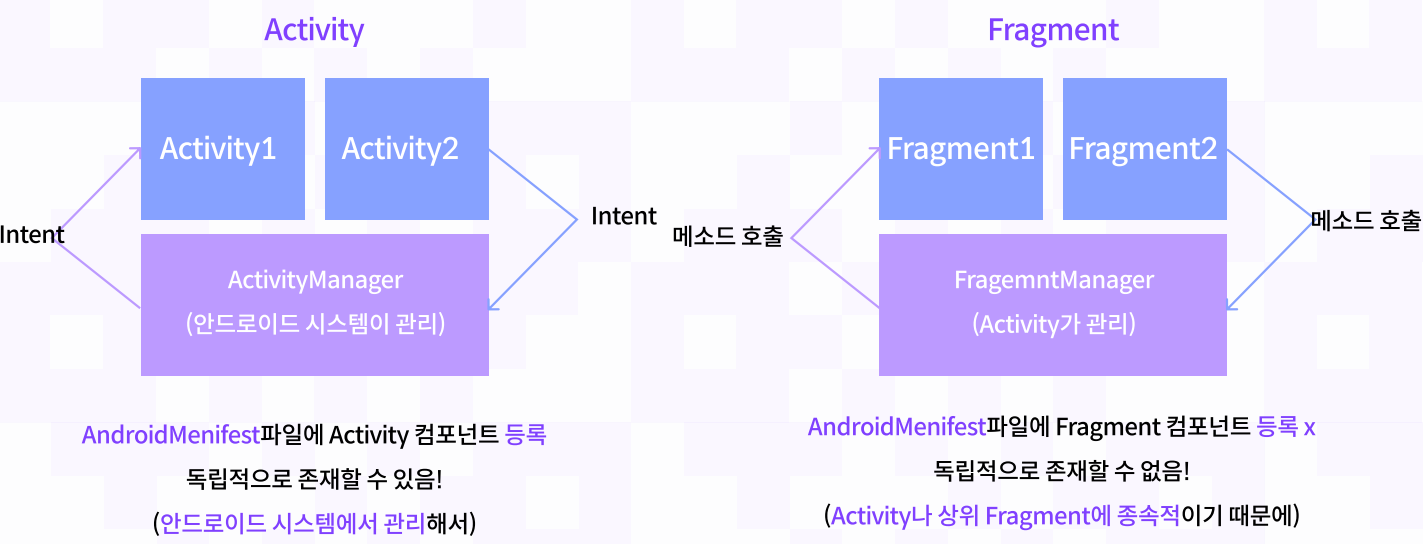 Activity
Activity1
Activity2
Intent
Intent
ActivityManager
(안드로이드 시스템이 관리)
AndroidMenifest파일에 Activity 컴포넌트 등록
독립적으로 존재할 수 있음!
(안드로이드 시스템에서 관리해서)
Fragment
Fragment1
Fragment2
메소드 호출
메소드 호출
FragemntManager
(Activity가 관리)
AndroidMenifest파일에 Fragment 컴포넌트 등록 x
독립적으로 존재할 수 없음!
(Activity나 상위 Fragment에 종속적이기 때문에)